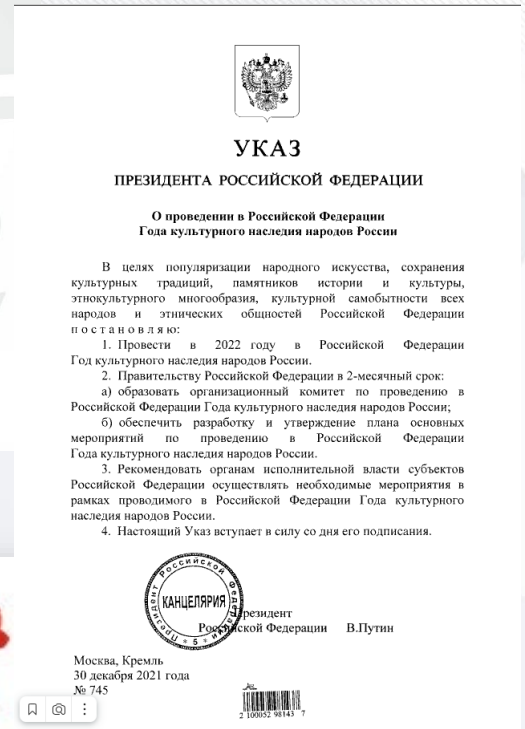 УКАЗ
ПРЕЗИДЕНТА РОССИЙСКОЙ ФЕДЕРАЦИИ
О проведении в Российской Федерации
Года культурного наследия народов России
В целях популяризации народного искусства, сохранения
культурных традиций, памятников истории и культуры,
этнокультурного многообразия, культурной самобытности всех
народов и этнических общностей Российской Федерации
постановляю:
1. Провести в 2022 году в Российской Федерации
Год культурного наследия народов России.
2. Правительству Российской Федерации в 2-месячный срок:
а) образовать организационный комитет по проведению в
Российской Федерации Года культурного наследия народов России;
б) обеспечить разработку и утверждение плана основных
мероприятий по проведению в Российской Федерации
Года культурного наследия народов России.
3. Рекомендовать органам исполнительной власти субъектов
Российской Федерации осуществлять необходимые мероприятия в
рамках проводимого в Российской Федерации Года культурного
наследия народов России.
4. Настоящий Указ вступает в силу со дня его подписания.
Президент Российской Федерации
КАНЦЕЛЯРИЯ
* 5 *
Президент
Российской Федерации В.Путин
Москва, Кремль
30 декабря 2021 года
№ 745
2 100052 98143 7